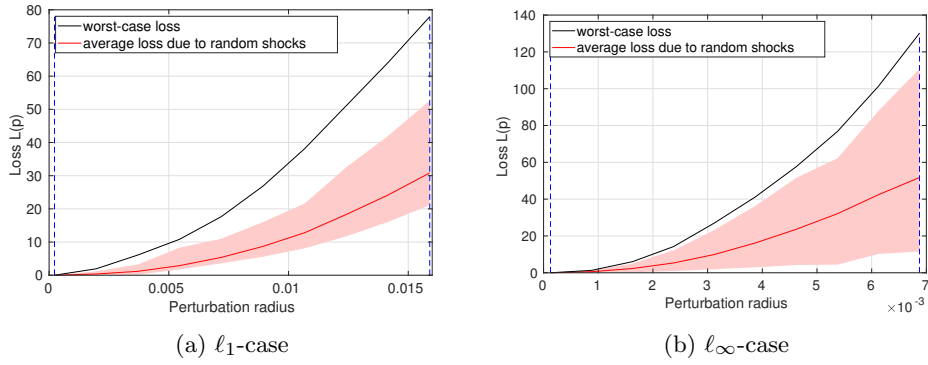 80
70
60
50
40
30
20
10
0
Loss L(p)
worst-case loss
average loss due to random shocks
0 0.005 0.01 0.015
Perturbation radius
(a) ℓ1-case
140
120
100
80
60
40
20
0
Loss L(p)
worst-case loss
average loss due to random shocks
0 1 2 3 4 5 6 7
Perturbation radius
×10^-3
(b) ℓ∞-case